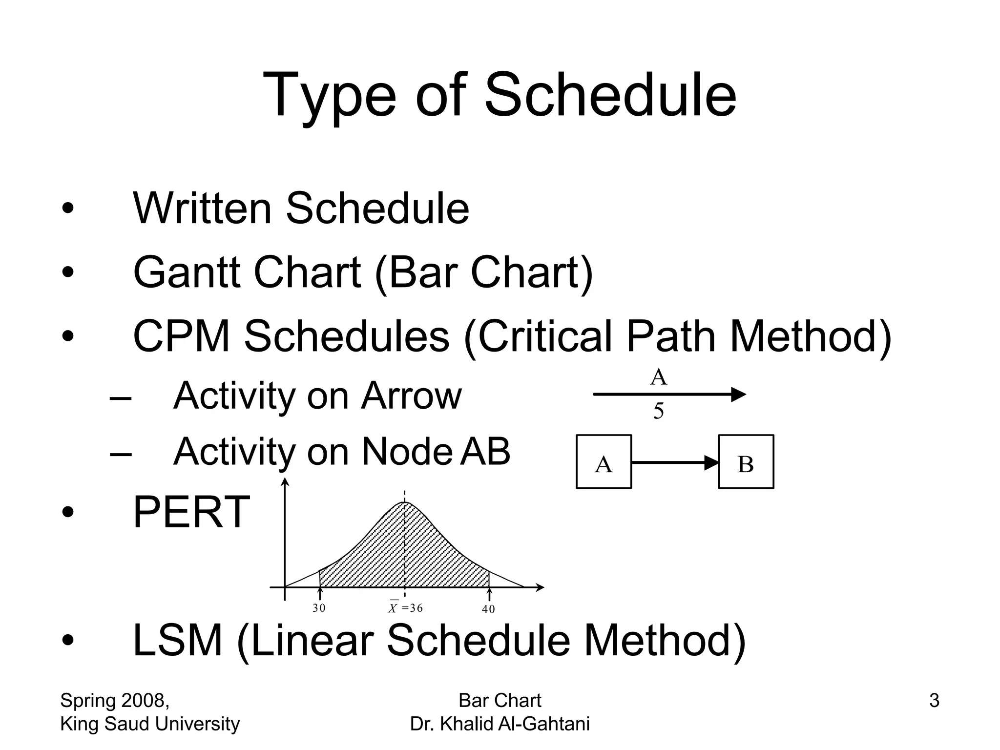 Type of Schedule
• Written Schedule
• Gantt Chart (Bar Chart)
• CPM Schedules (Critical Path Method)
A
– Activity on Arrow
5
– Activity on Node AB
A B
• PERT
30 X̅ =36 40
• LSM (Linear Schedule Method)
Spring 2008,
King Saud University
Bar Chart
Dr. Khalid Al-Gahtani
3